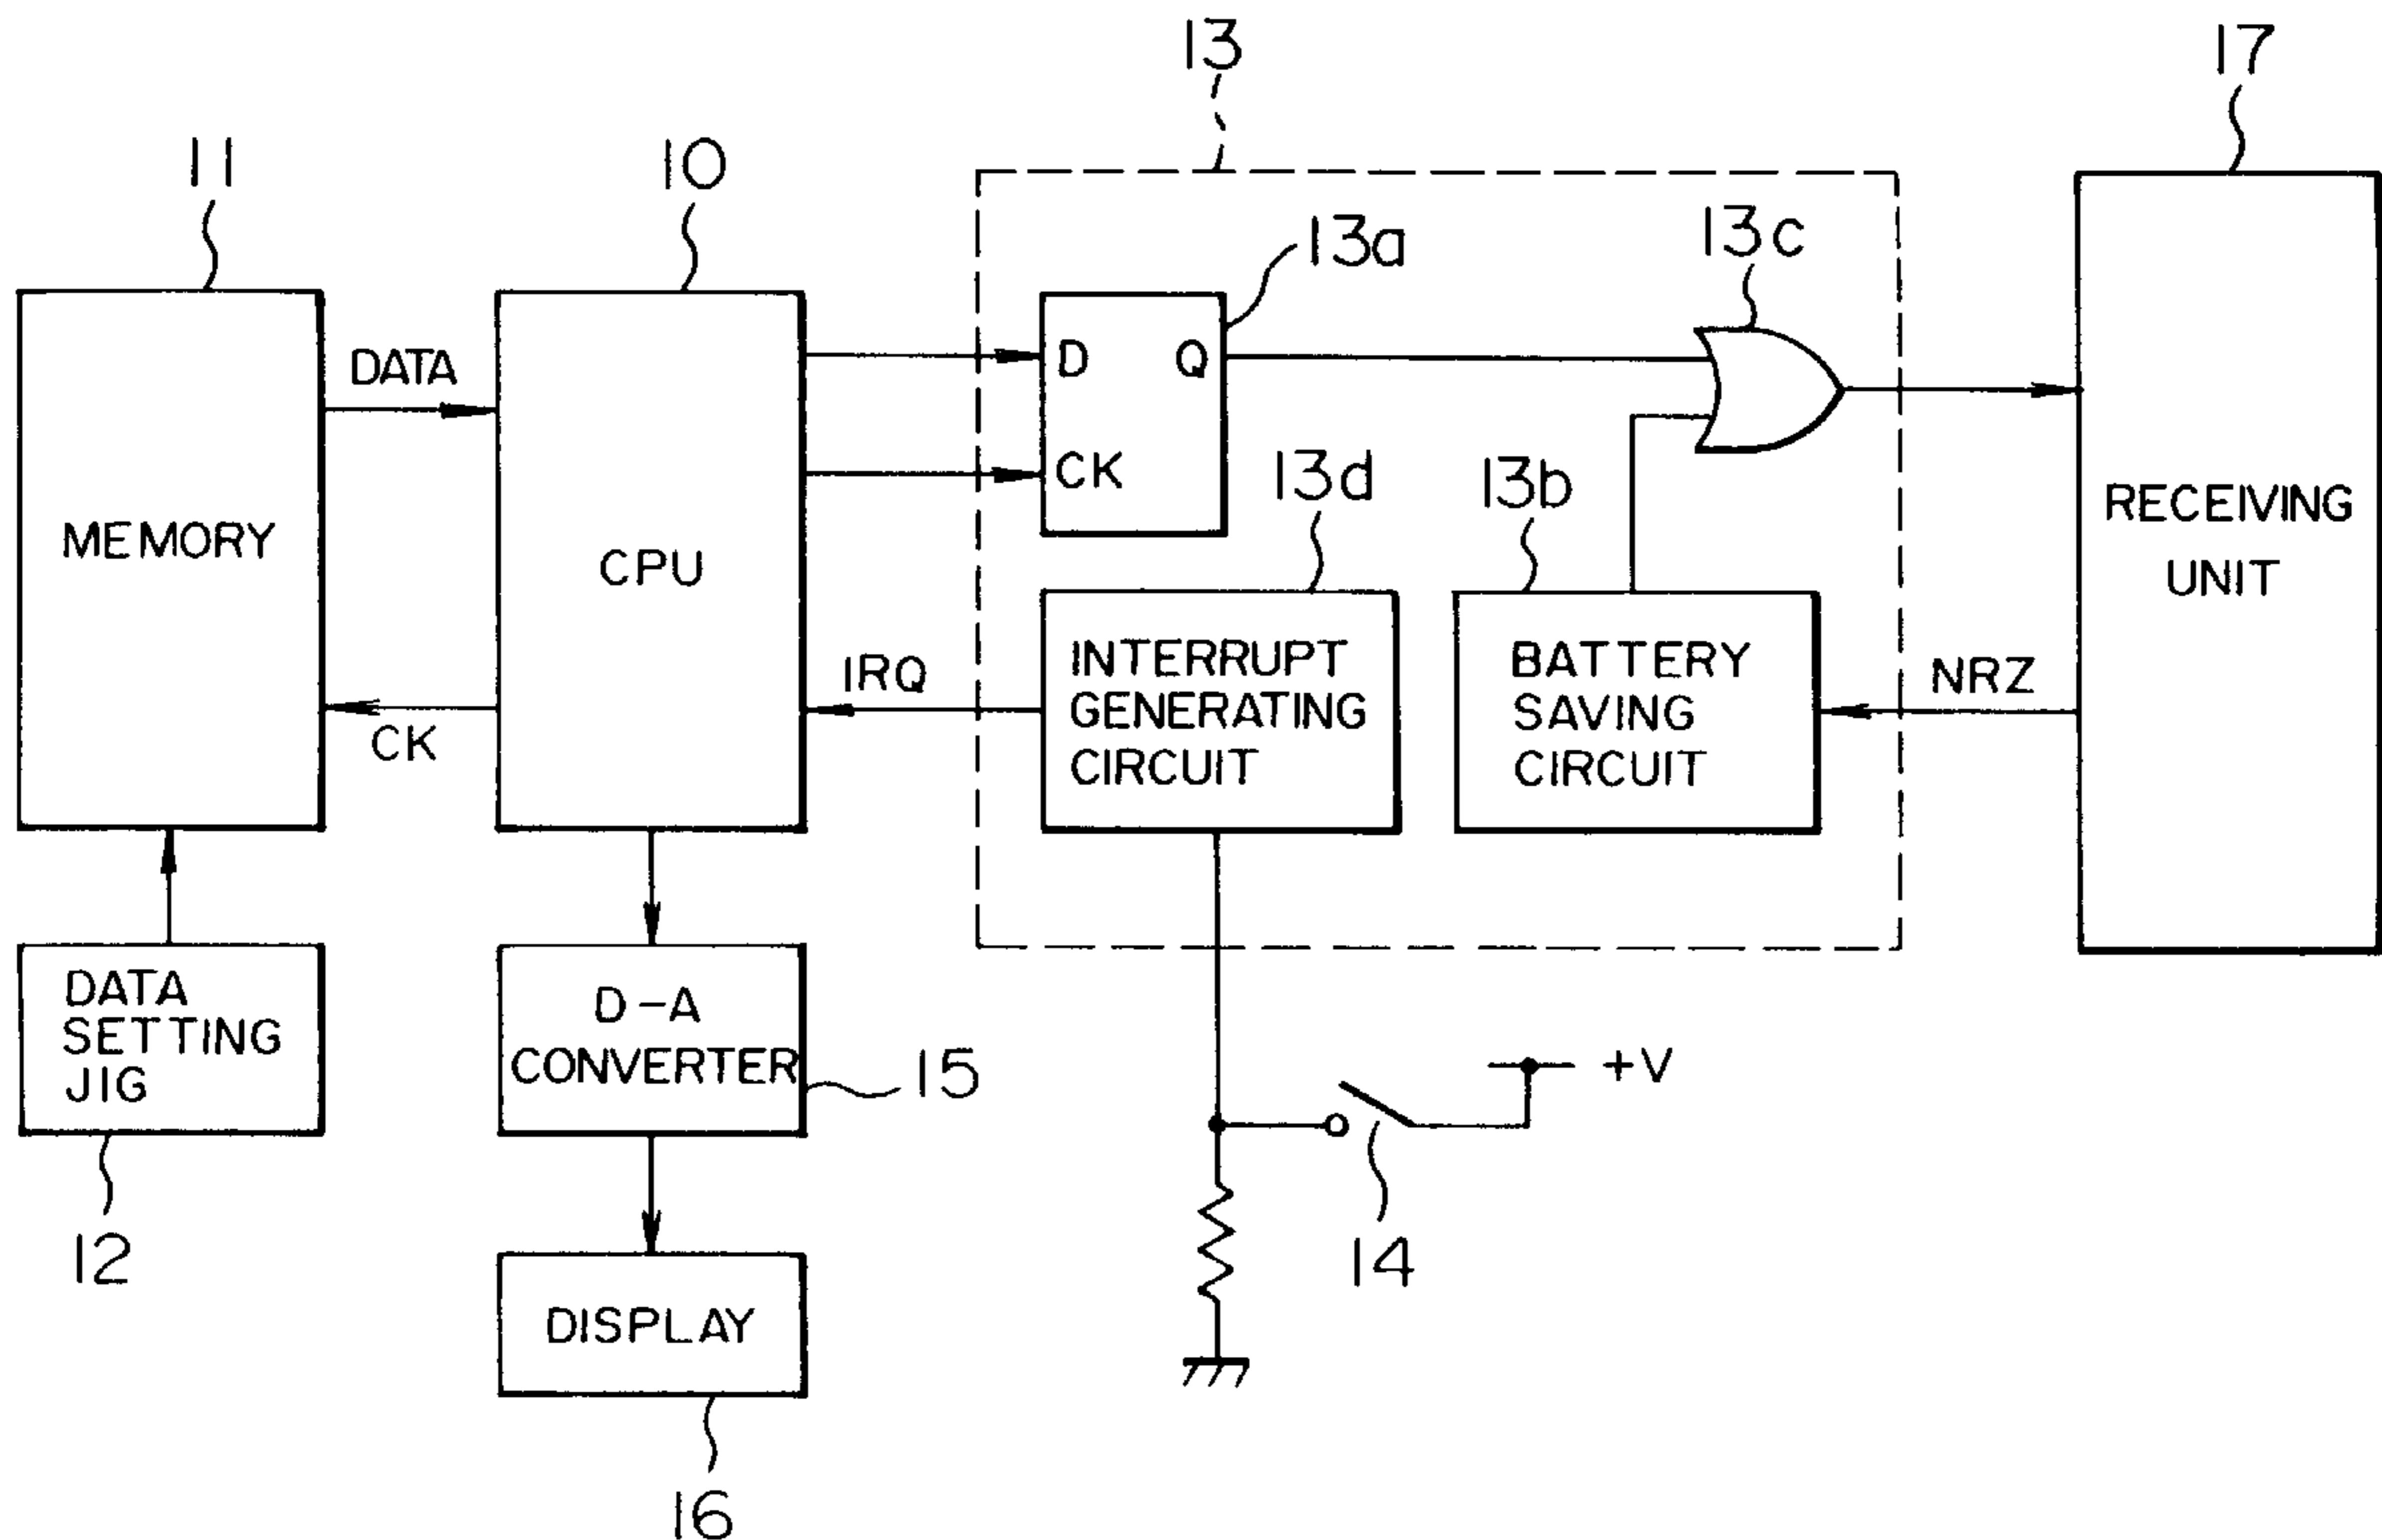 13
17
11
10
13a
13c
DATA
D
Q
CK
13d
13b
MEMORY
CPU
RECEIVING
UNIT
IRQ
INTERRUPT
GENERATING
CIRCUIT
BATTERY
SAVING
CIRCUIT
NRZ
CK
DATA
SETTING
JIG
D-A
CONVERTER
15
+V
12
14
DISPLAY
16